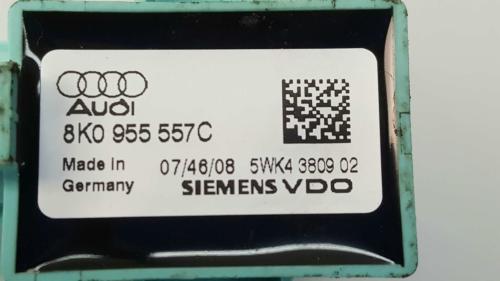 Audi
8K0 955 557C
Made in 07/46/08 5WK4 3809 02
Germany SIEMENS VDO